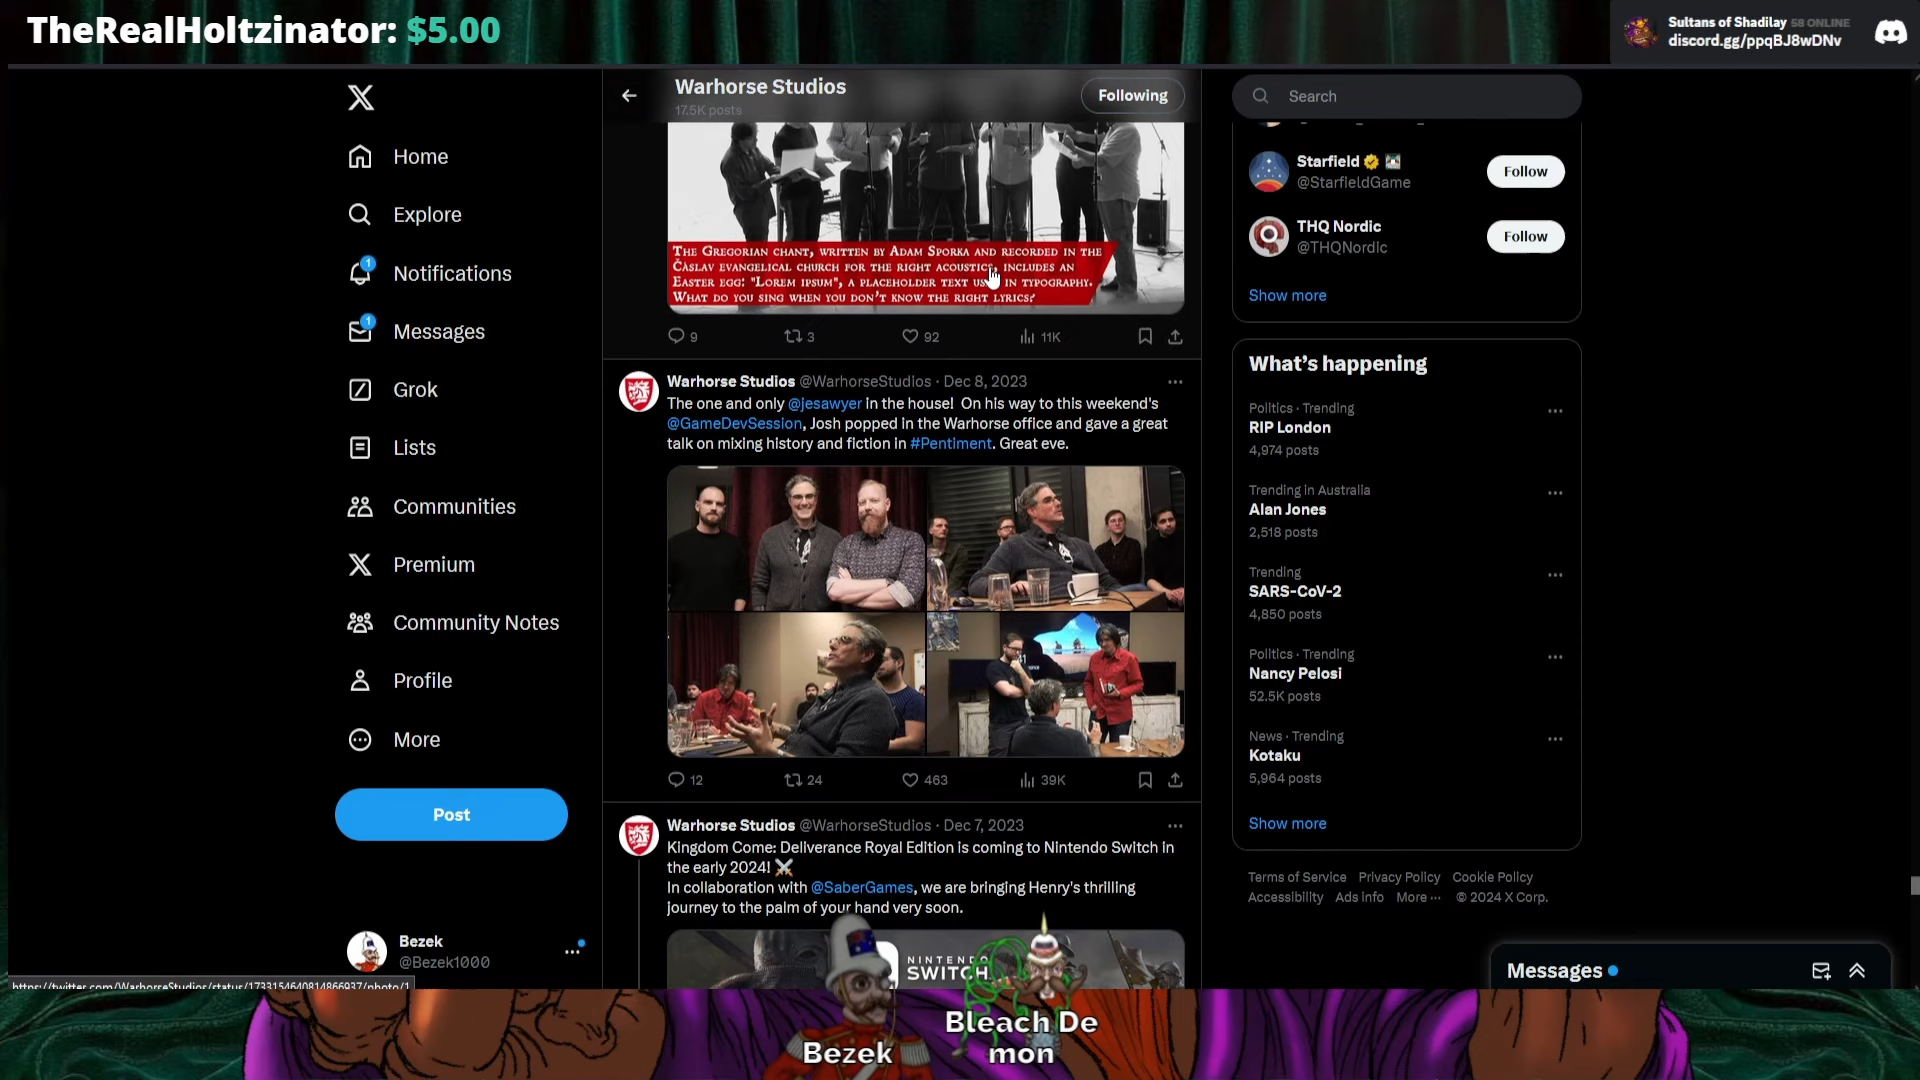 TheRealHoltzinator: $5.00
Sultans of Shadilay 58 ONLINE
discord.gg/ppqBJ8wDNv
Home
Explore
1
Notifications
1
Messages
Grok
Lists
Communities
Premium
Community Notes
Profile
More
Post
Bezek
@Bezek1000
https://twitter.com/WarhorseStudios/status/1733154640814866937/photo/1
Warhorse Studios
17.5K posts
Following
The Gregorian chant, written by Adam Sporka and recorded in the
Čáslav evangelical church for the right acoustics, includes an
Easter egg: "Lorem ipsum", a placeholder text us in typography.
What do you sing when you don't know the right lyrics?
9
3
92
11K
Warhorse Studios @WarhorseStudios · Dec 8, 2023
The one and only @jesawyer in the house! On his way to this weekend's
@GameDevSession, Josh popped in the Warhorse office and gave a great
talk on mixing history and fiction in #Pentiment. Great eve.
12
24
463
39K
Warhorse Studios @WarhorseStudios · Dec 7, 2023
Kingdom Come: Deliverance Royal Edition is coming to Nintendo Switch in
the early 2024!
In collaboration with @SaberGames, we are bringing Henry's thrilling
journey to the palm of your hand very soon.
NINTENDO
SWITCH
Search
Starfield
@StarfieldGame
Follow
THQ Nordic
@THQNordic
Follow
Show more
What's happening
Politics · Trending
RIP London
4,974 posts
Trending in Australia
Alan Jones
2,518 posts
Trending
SARS-CoV-2
4,850 posts
Politics · Trending
Nancy Pelosi
52.5K posts
News · Trending
Kotaku
5,964 posts
Show more
Terms of Service Privacy Policy Cookie Policy
Accessibility Ads info More ··· © 2024 X Corp.
Messages
Bezek
Bleach De
mon